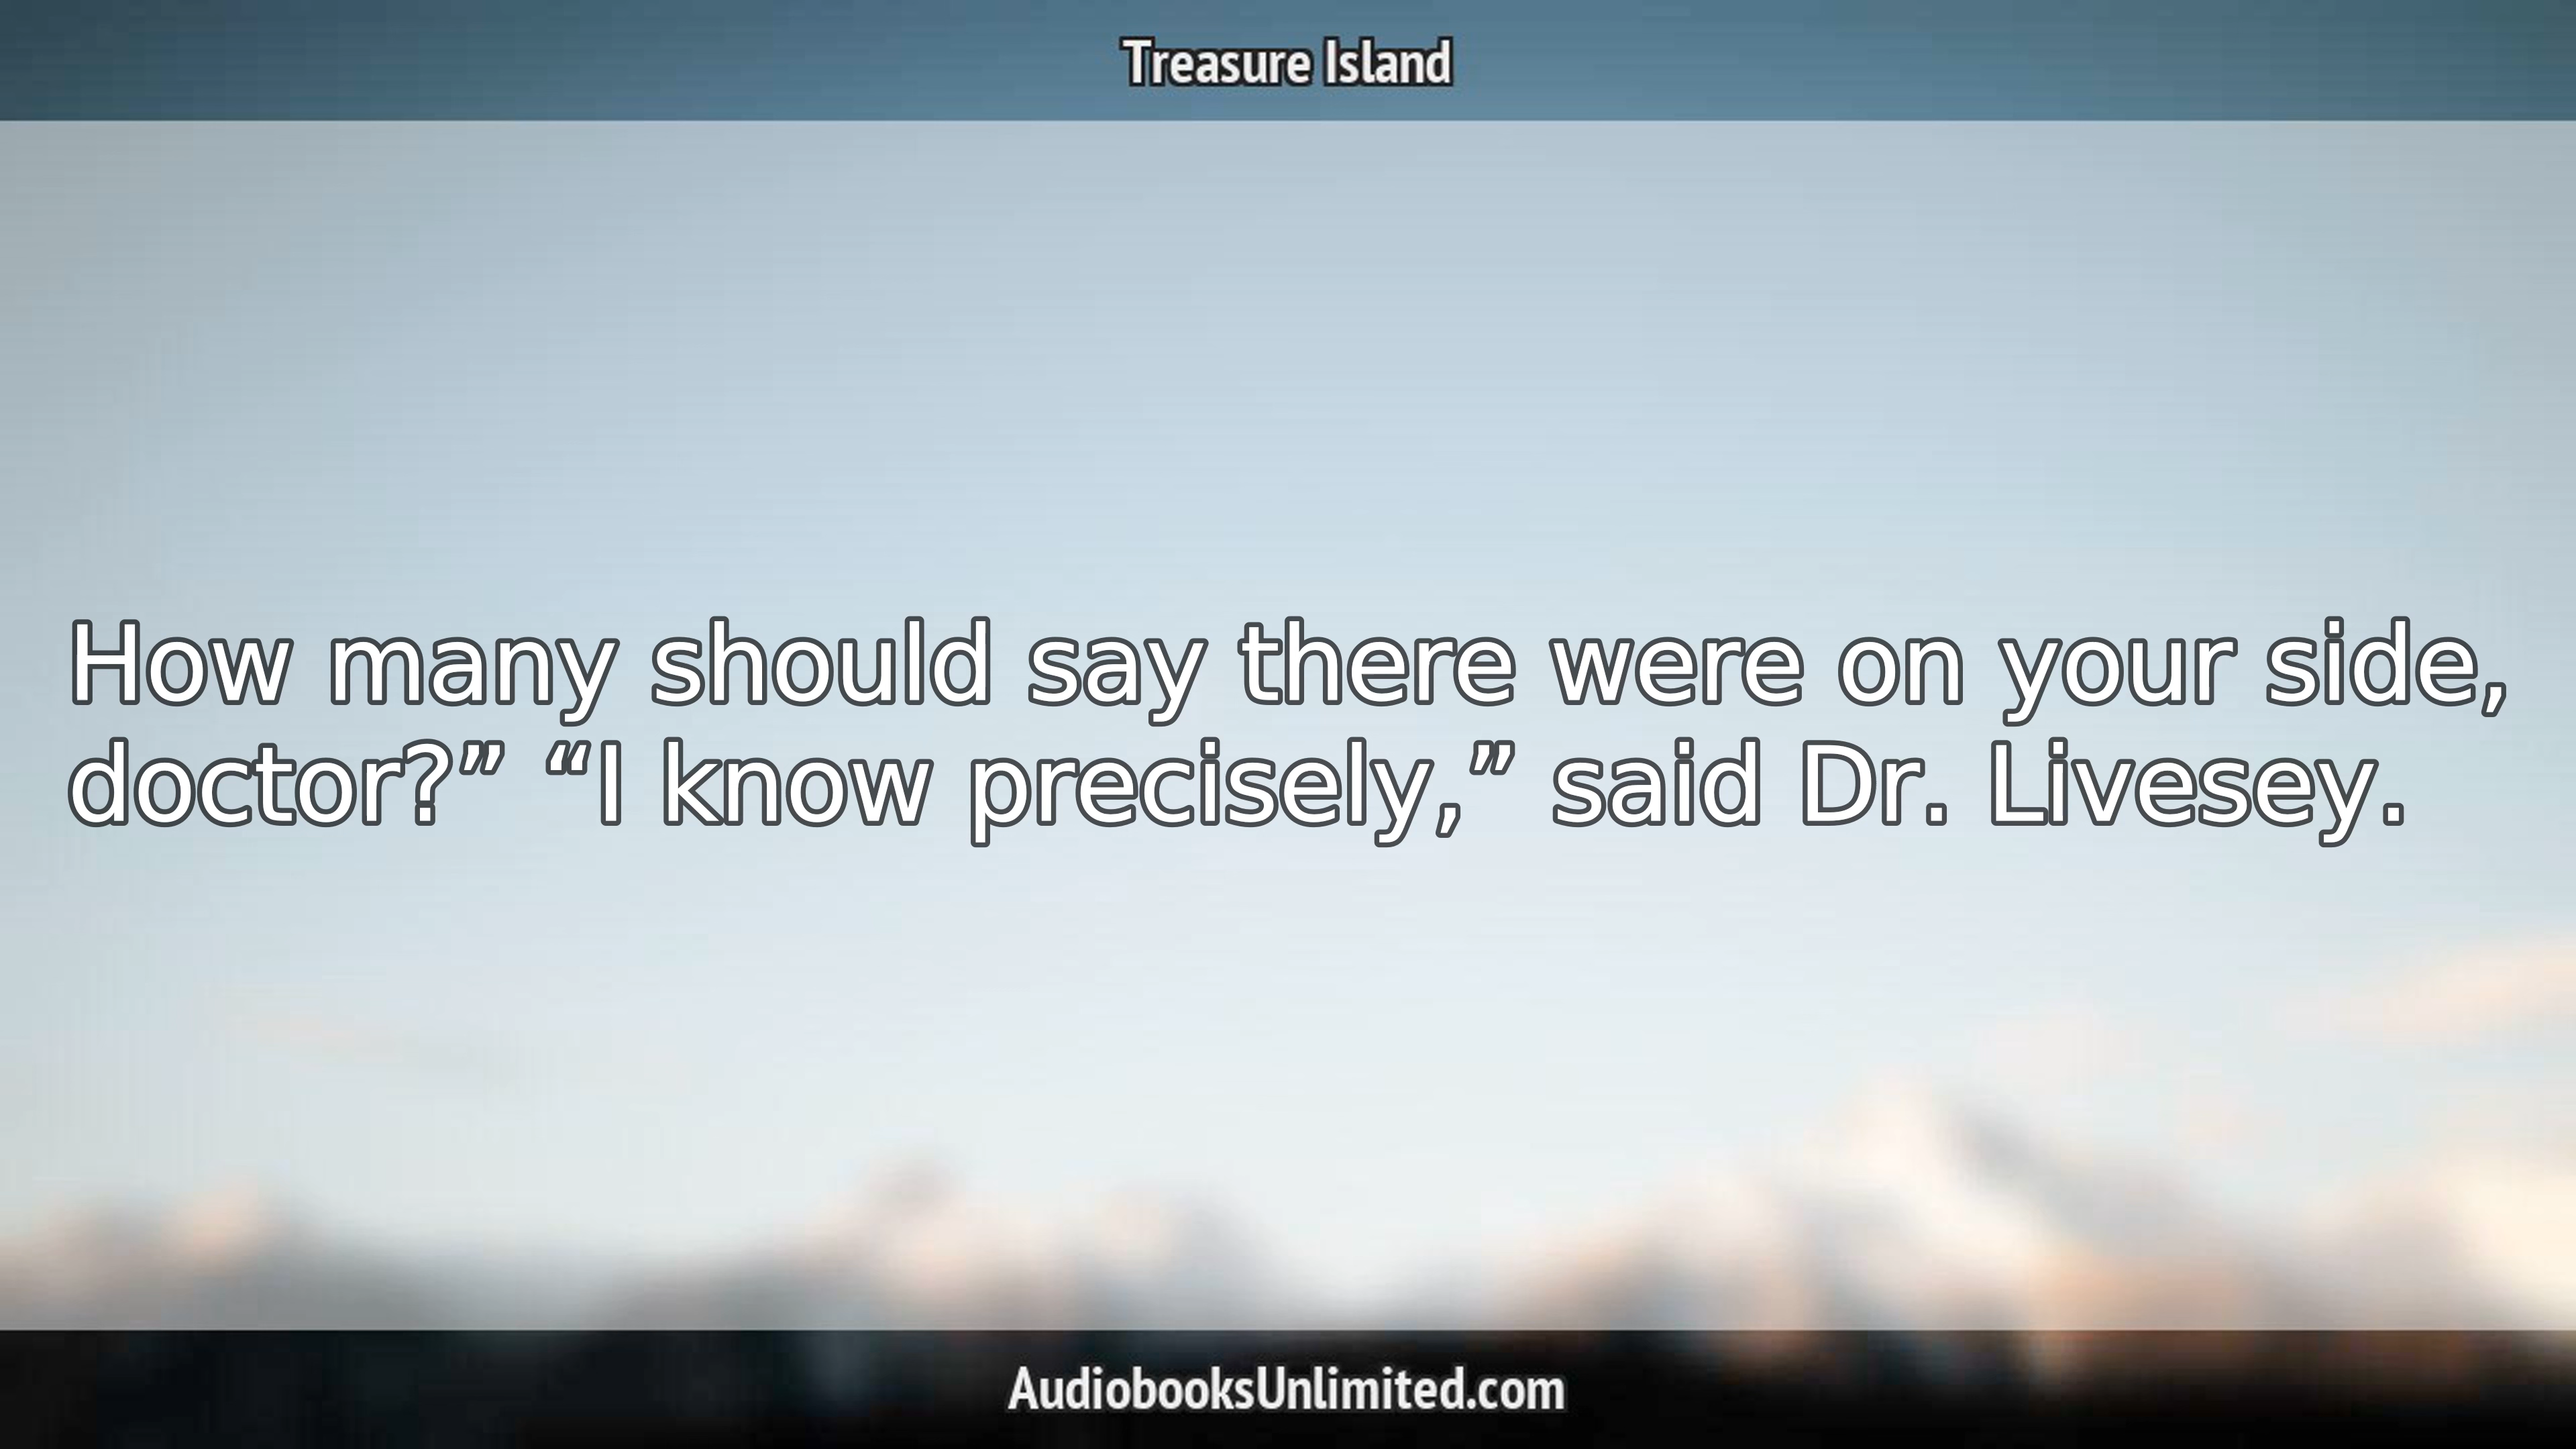 Treasure Island
How many should say there were on your side,
doctor?” “I know precisely,” said Dr. Livesey.
AudiobooksUnlimited.com